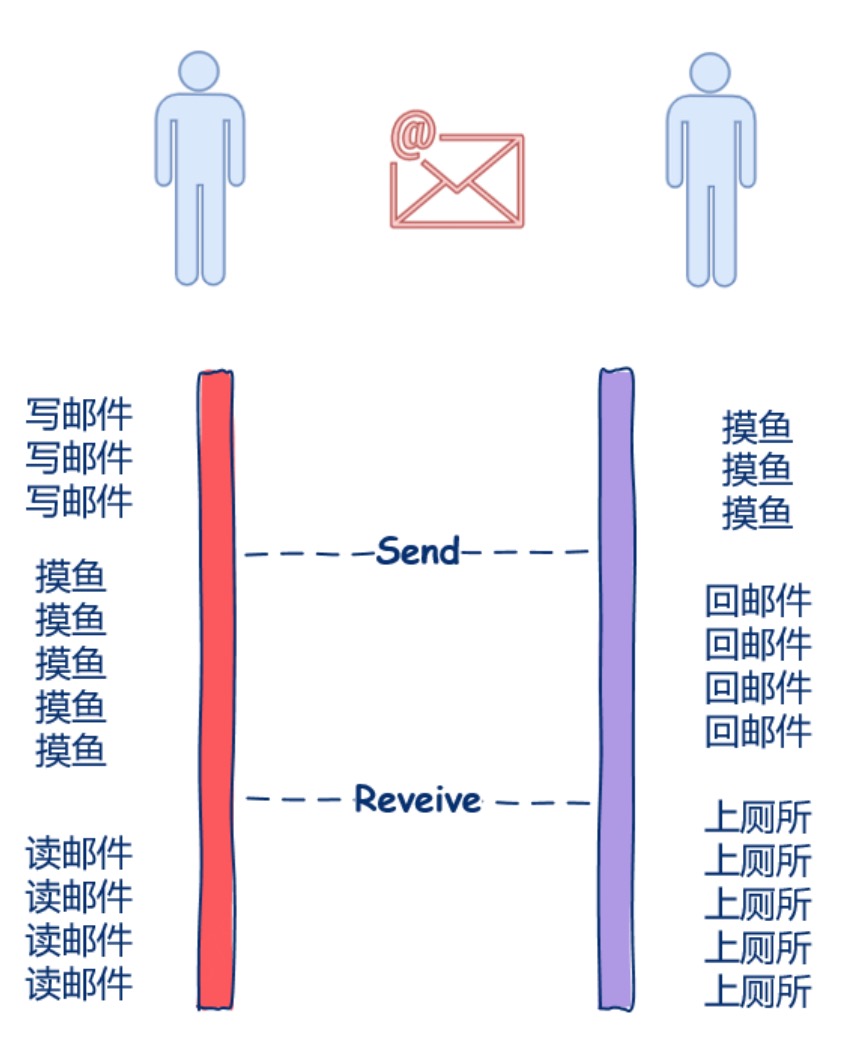 @
写邮件
写邮件
写邮件
摸鱼
摸鱼
摸鱼
Send
摸鱼
摸鱼
摸鱼
摸鱼
摸鱼
回邮件
回邮件
回邮件
回邮件
Reveive
读邮件
读邮件
读邮件
读邮件
上厕所
上厕所
上厕所
上厕所
上厕所